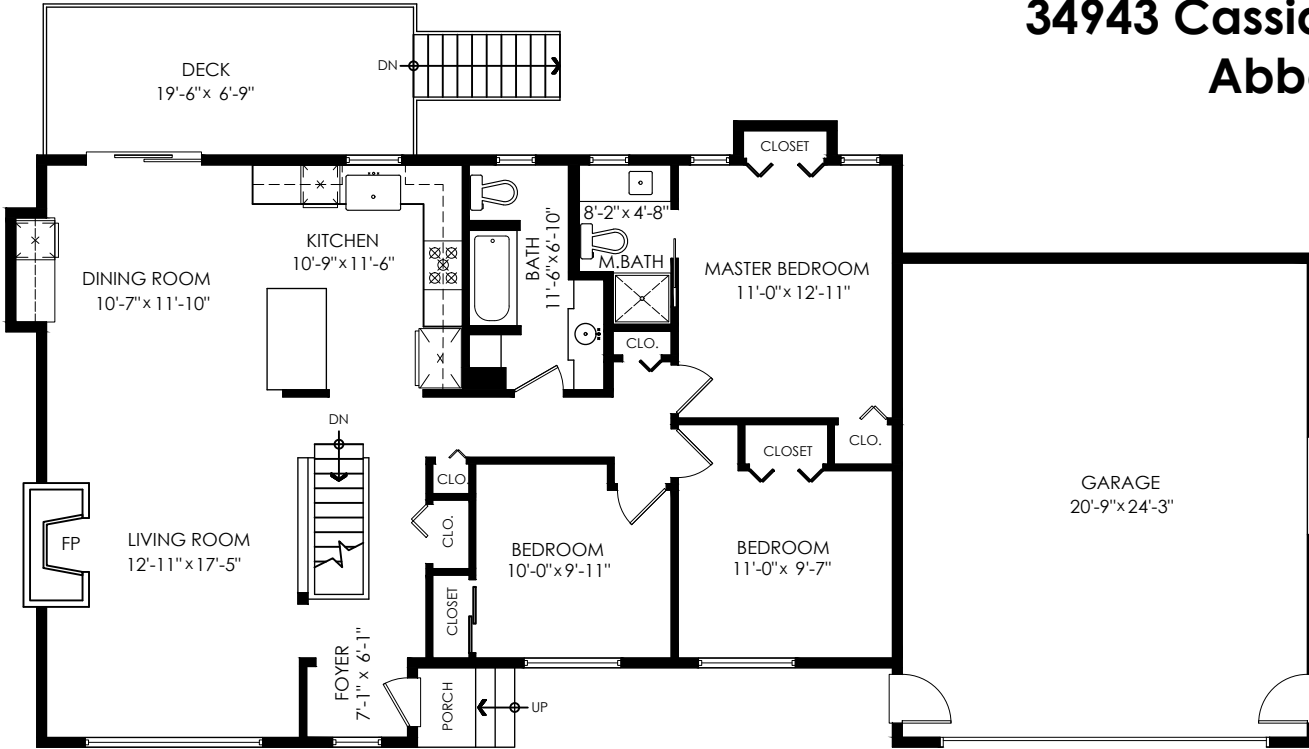 34943 Cassia
Abb
DECK
19'-6"x 6'-9"
DN
CLOSET
8'-2"x 4'-8"
M.BATH
BATH
11'-6"x 6'-10"
KITCHEN
10'-9"x 11'-6"
DINING ROOM
10'-7"x 11'-10"
MASTER BEDROOM
11'-0"x 12'-11"
CLO.
DN
CLO.
CLOSET
CLO.
CLO.
CLOSET
FP
LIVING ROOM
12'-11"x 17'-5"
BEDROOM
10'-0"x 9'-11"
BEDROOM
11'-0"x 9'-7"
GARAGE
20'-9"x 24'-3"
FOYER
7'-1" x 6'-1"
PORCH
UP